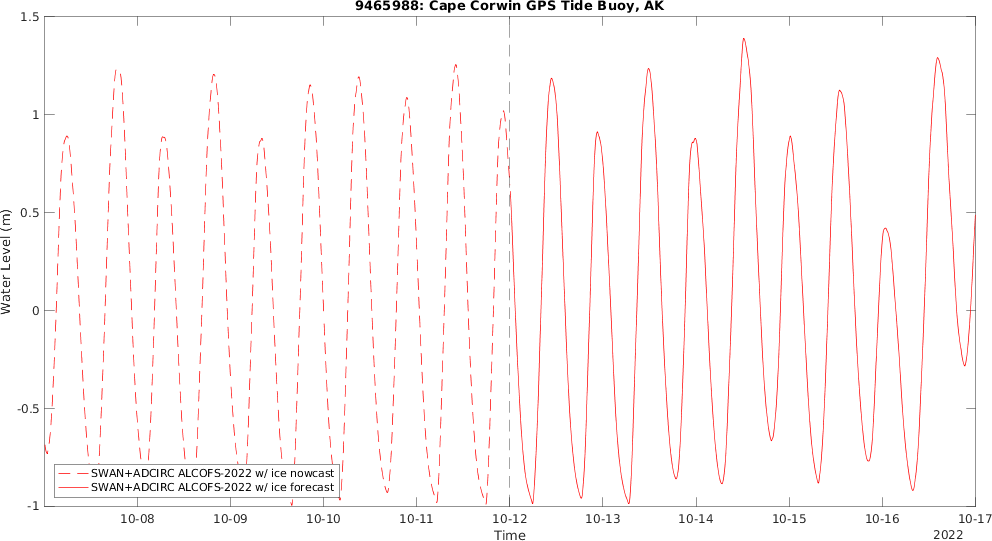 9465988: Cape Corwin GPS Tide Buoy, AK
1.5
1
0.5
0
-0.5
-1
Water Level (m)
SWAN+ADCIRC ALCOFS-2022 w/ ice nowcast
SWAN+ADCIRC ALCOFS-2022 w/ ice forecast
10-08 10-09 10-10 10-11 10-12 10-13 10-14 10-15 10-16 10-17
Time
2022